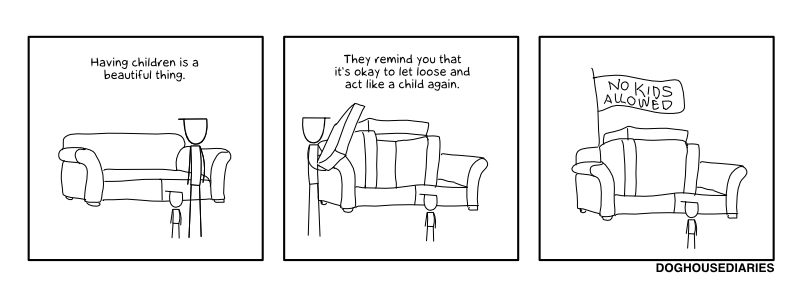 Having children is a
beautiful thing.
They remind you that
it's okay to let loose and
act like a child again.
NO KIDS
ALLOWED
DOGHOUSEDIARIES